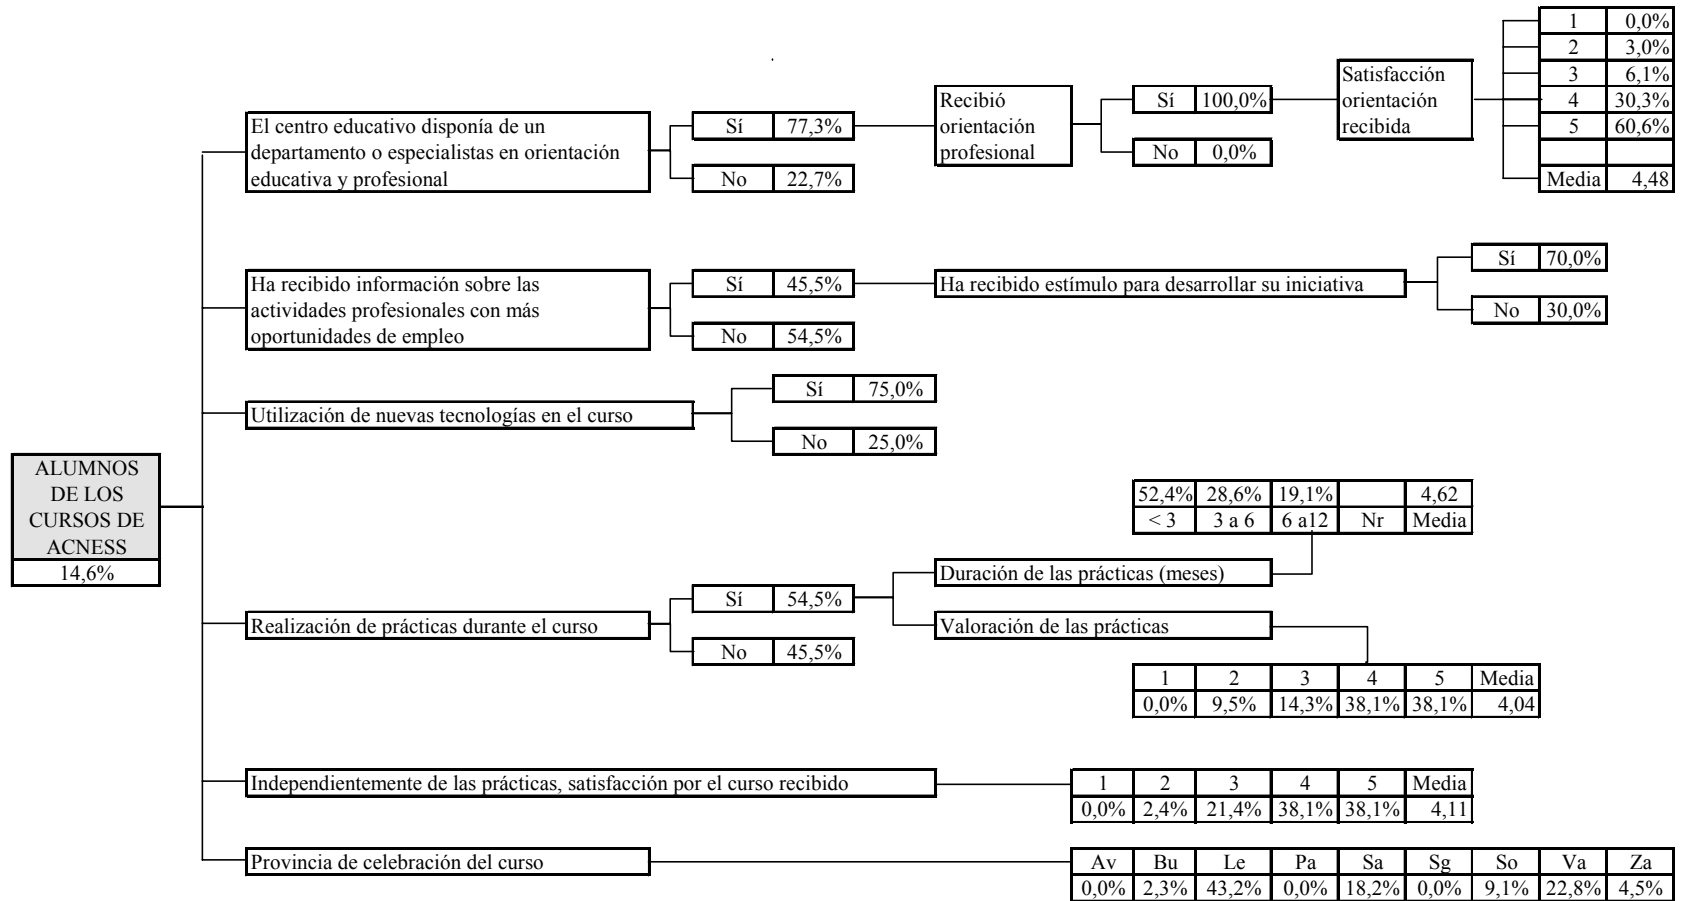 ALUMNOS
DE LOS
CURSOS DE
ACNESS
14,6%
El centro educativo disponía de un
departamento o especialistas en orientación
educativa y profesional
Sí 77,3%
No 22,7%
Recibió
orientación
profesional
Sí 100,0%
No 0,0%
Satisfacción
orientación
recibida
1 0,0%
2 3,0%
3 6,1%
4 30,3%
5 60,6%
Media 4,48
Ha recibido información sobre las
actividades profesionales con más
oportunidades de empleo
Sí 45,5%
No 54,5%
Ha recibido estímulo para desarrollar su iniciativa
Sí 70,0%
No 30,0%
Utilización de nuevas tecnologías en el curso
Sí 75,0%
No 25,0%
Realización de prácticas durante el curso
Sí 54,5%
No 45,5%
Duración de las prácticas (meses)
52,4% 28,6% 19,1% 4,62
< 3 3 a 6 6 a12 Nr Media
Valoración de las prácticas
1 2 3 4 5 Media
0,0% 9,5% 14,3% 38,1% 38,1% 4,04
Independientemente de las prácticas, satisfacción por el curso recibido
1 2 3 4 5 Media
0,0% 2,4% 21,4% 38,1% 38,1% 4,11
Provincia de celebración del curso
Av Bu Le Pa Sa Sg So Va Za
0,0% 2,3% 43,2% 0,0% 18,2% 0,0% 9,1% 22,8% 4,5%